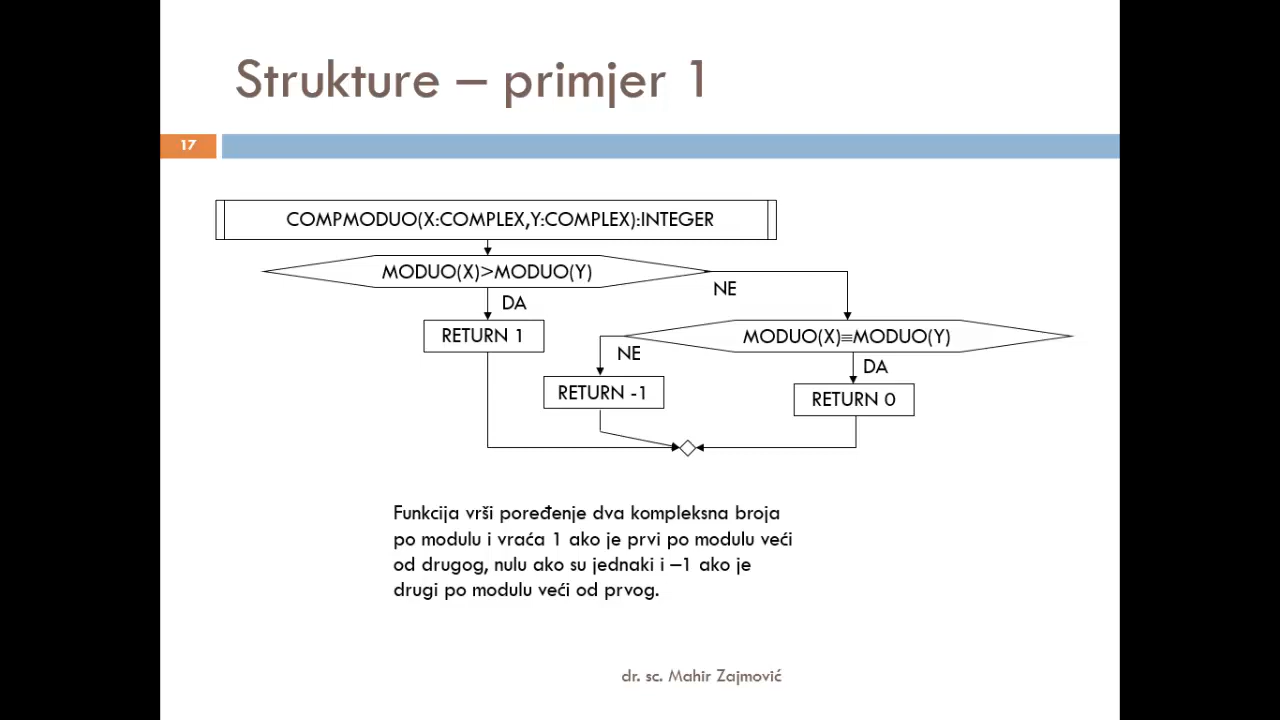 Strukture – primjer 1
17
COMPMODUO(X:COMPLEX,Y:COMPLEX):INTEGER
MODUO(X)>MODUO(Y)
NE
DA
RETURN 1
MODUO(X)≡MODUO(Y)
NE
DA
RETURN -1
RETURN 0
Funkcija vrši poređenje dva kompleksna broja
po modulu i vraća 1 ako je prvi po modulu veći
od drugog, nulu ako su jednaki i –1 ako je
drugi po modulu veći od prvog.
dr. sc. Mahir Zajmović